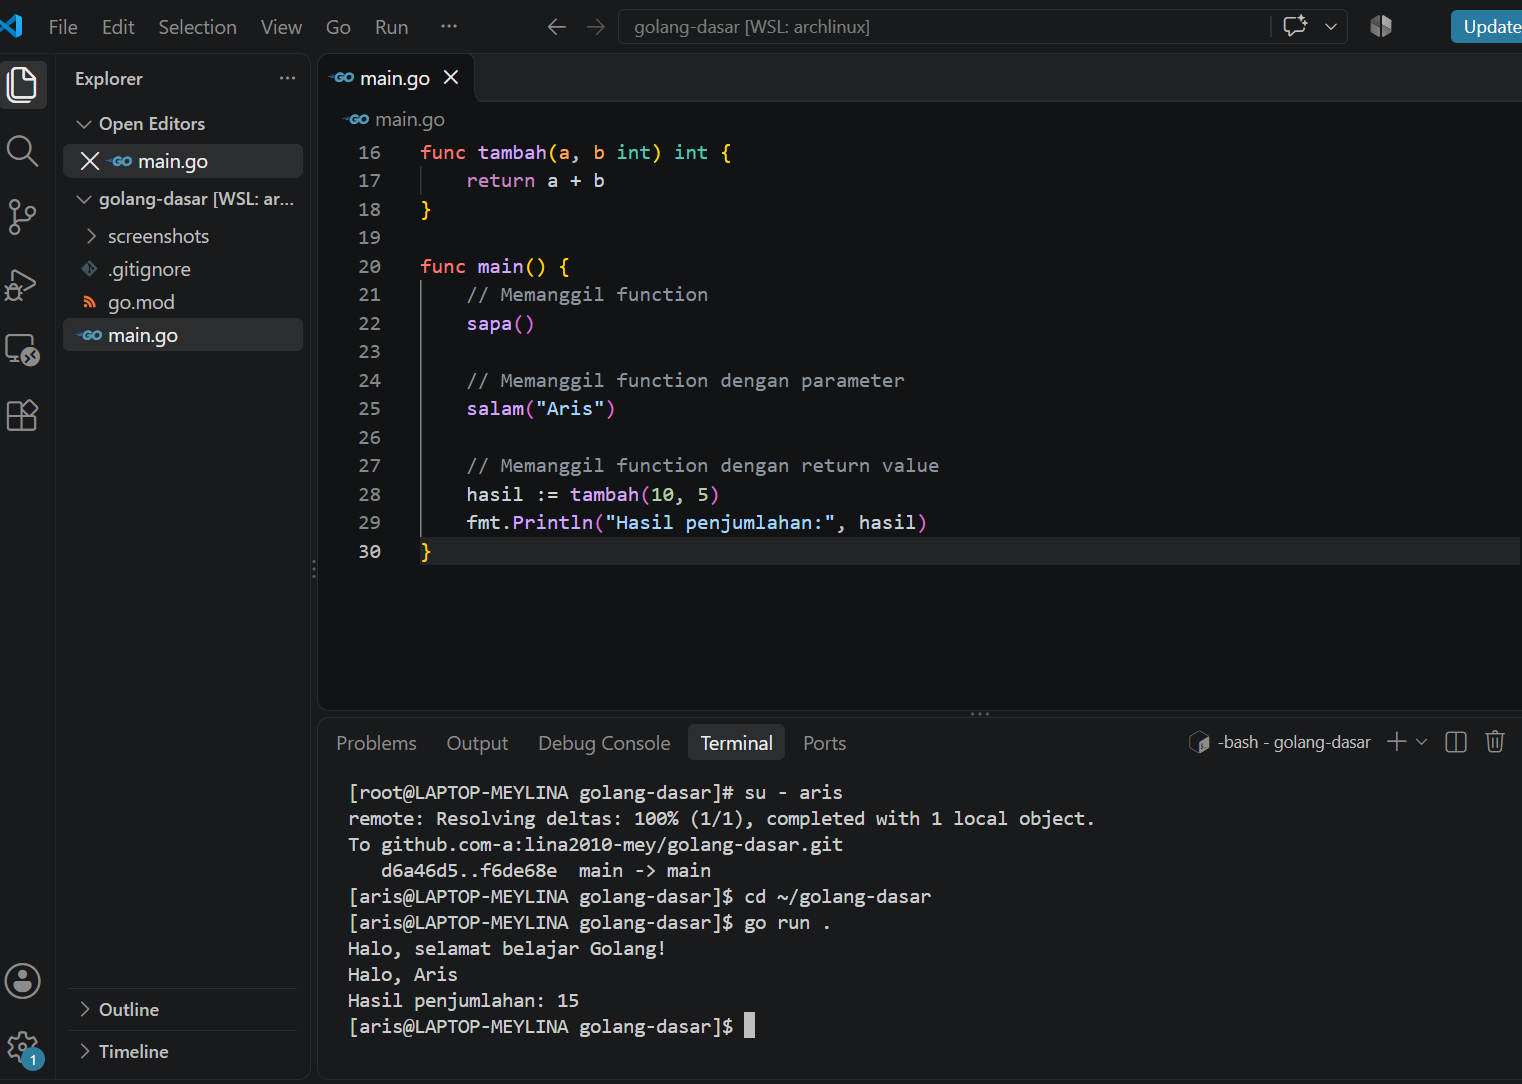 File Edit Selection View Go Run ···
golang-dasar [WSL: archlinux]
Update
Explorer ···
Open Editors
GO main.go
golang-dasar [WSL: ar...
screenshots
.gitignore
go.mod
GO main.go
Outline
Timeline
1
GO main.go
GO main.go
16 func tambah(a, b int) int {
17 return a + b
18 }
19
20 func main() {
21 // Memanggil function
22 sapa()
23
24 // Memanggil function dengan parameter
25 salam("Aris")
26
27 // Memanggil function dengan return value
28 hasil := tambah(10, 5)
29 fmt.Println("Hasil penjumlahan:", hasil)
30 }
Problems Output Debug Console Terminal Ports
-bash - golang-dasar
[root@LAPTOP-MEYLINA golang-dasar]# su - aris
remote: Resolving deltas: 100% (1/1), completed with 1 local object.
To github.com-a:lina2010-mey/golang-dasar.git
d6a46d5..f6de68e main -> main
[aris@LAPTOP-MEYLINA golang-dasar]$ cd ~/golang-dasar
[aris@LAPTOP-MEYLINA golang-dasar]$ go run .
Halo, selamat belajar Golang!
Halo, Aris
Hasil penjumlahan: 15
[aris@LAPTOP-MEYLINA golang-dasar]$